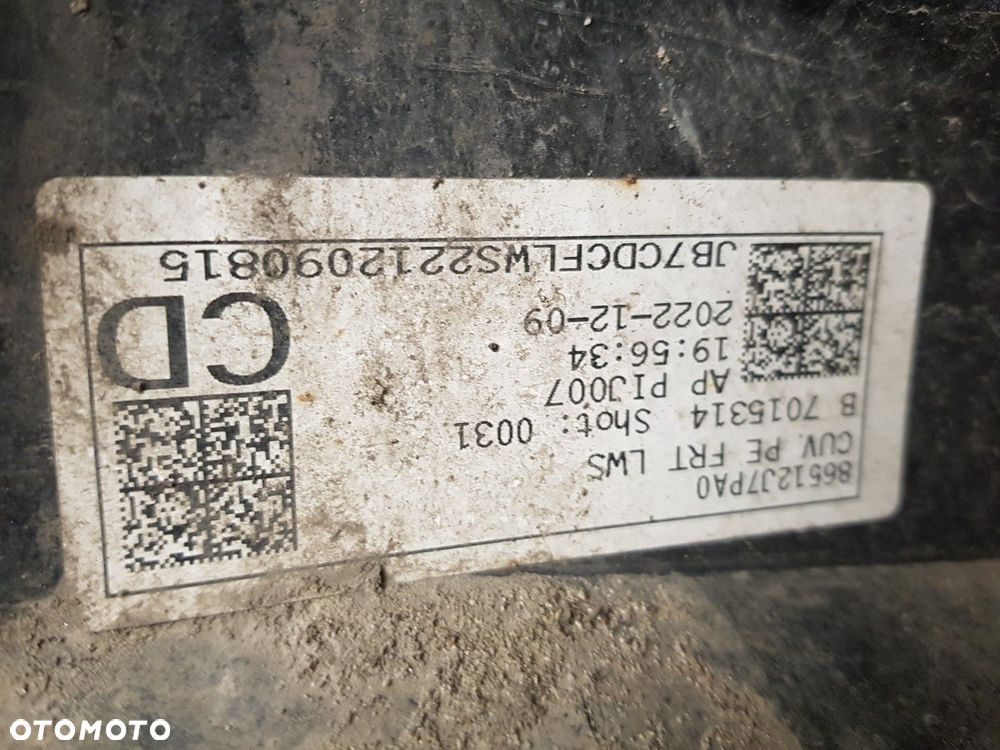 86512J7PA0
CUV. PE FRT LWS
B 7015314 Shot: 0031
AP PIJ007
19:56:34
2022-12-09
CD
JB7CDCFLWS2212090815
OTOMOTO